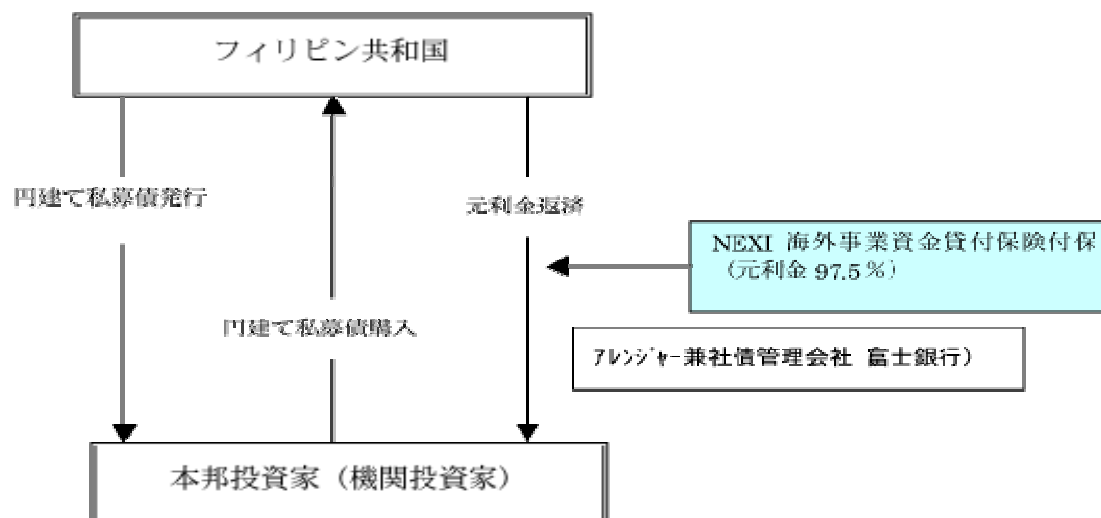 フィリピン共和国
円建て私募債発行
元利金返済
NEXI 海外事業資金貸付保険付保
（元利金 97.5％）
円建て私募債購入
ｱﾚﾝｼﾞｬｰ兼社債管理会社 富士銀行）
本邦投資家（機関投資家）